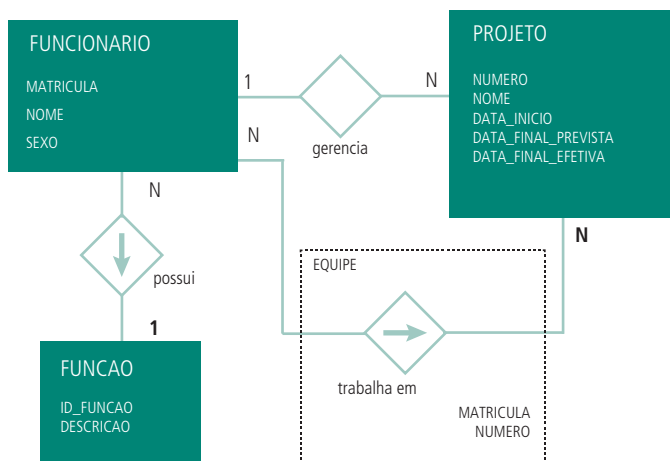 FUNCIONARIO
MATRICULA
NOME
SEXO
1
N
gerencia
PROJETO
NUMERO
NOME
DATA_INICIO
DATA_FINAL_PREVISTA
DATA_FINAL_EFETIVA
N
N
possui
1
N
EQUIPE
trabalha em
MATRICULA
NUMERO
FUNCAO
ID_FUNCAO
DESCRICAO
N